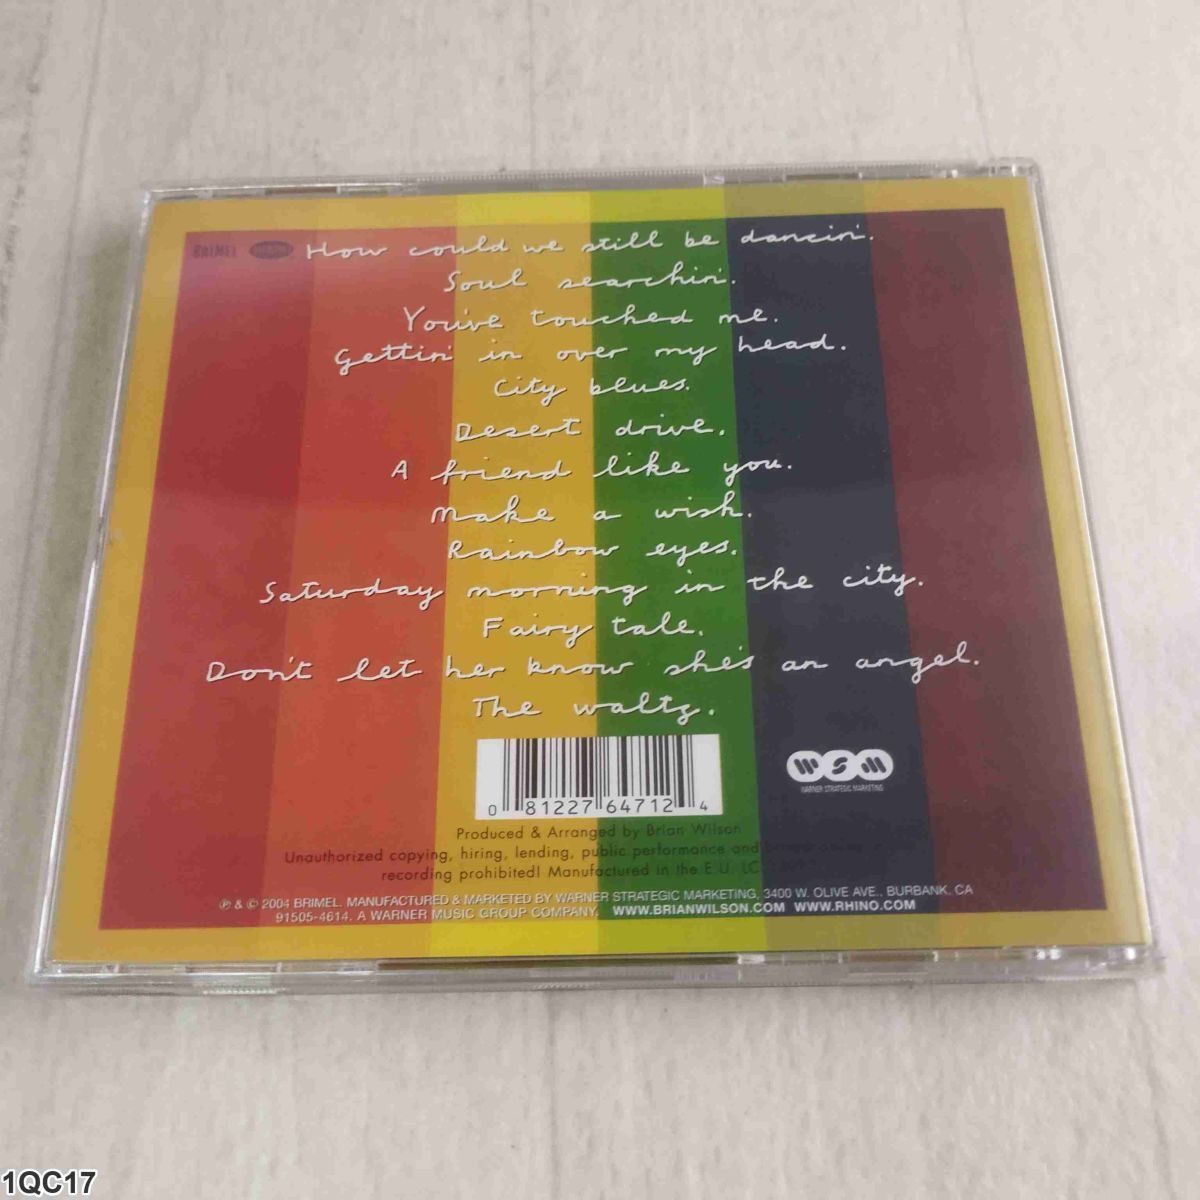 BRIMEL
How could we still be dancin'.
Soul searchin'.
You've touched me.
Gettin' in over my head.
City blues.
Desert drive.
A friend like you.
Make a wish.
Rainbow eyes.
Saturday morning in the city.
Fairy tale.
Don't let her know she's an angel.
The waltz.
0 81227 64712 4
WSM
WARNER STRATEGIC MARKETING
Produced & Arranged by Brian Wilson
Unauthorized copying, hiring, lending, public performance and
recording prohibited! Manufactured in the E.U. LC
℗ & © 2004 BRIMEL. MANUFACTURED & MARKETED BY WARNER STRATEGIC MARKETING, 3400 W. OLIVE AVE., BURBANK, CA
91505-4614. A WARNER MUSIC GROUP COMPANY. WWW.BRIANWILSON.COM WWW.RHINO.COM
1QC17